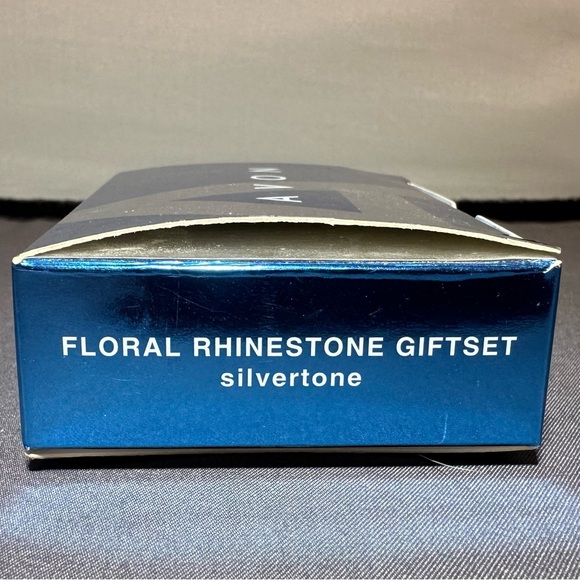 AVON
FLORAL RHINESTONE GIFTSET
silvertone